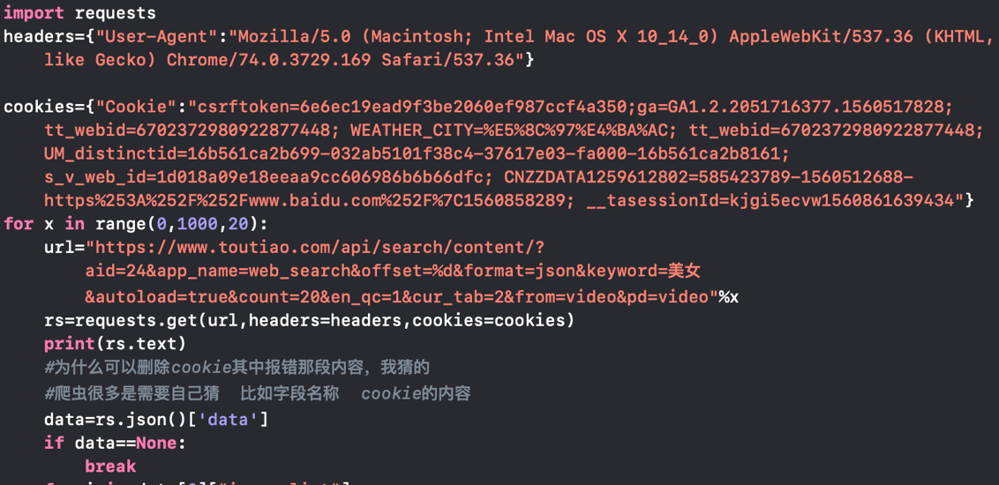 import requests
headers={"User-Agent":"Mozilla/5.0 (Macintosh; Intel Mac OS X 10_14_0) AppleWebKit/537.36 (KHTML,
like Gecko) Chrome/74.0.3729.169 Safari/537.36"}
cookies={"Cookie":"csrftoken=6e6ec19ead9f3be2060ef987ccf4a350;ga=GA1.2.2051716377.1560517828;
tt_webid=6702372980922877448; WEATHER_CITY=%E5%8C%97%E4%BA%AC; tt_webid=6702372980922877448;
UM_distinctid=16b561ca2b699-032ab5101f38c4-37617e03-fa000-16b561ca2b8161;
s_v_web_id=1d018a09e18eeaa9cc606986b6b66dfc; CNZZDATA1259612802=585423789-1560512688-
https%253A%252F%252Fwww.baidu.com%252F%7C1560858289; __tasessionId=kjgi5ecvw1560861639434"}
for x in range(0,1000,20):
url="https://www.toutiao.com/api/search/content/?
aid=24&app_name=web_search&offset=%d&format=json&keyword=美女
&autoload=true&count=20&en_qc=1&cur_tab=2&from=video&pd=video"%x
rs=requests.get(url,headers=headers,cookies=cookies)
print(rs.text)
#为什么可以删除cookie其中报错那段内容，我猜的
#爬虫很多是需要自己猜 比如字段名称 cookie的内容
data=rs.json()['data']
if data==None:
break